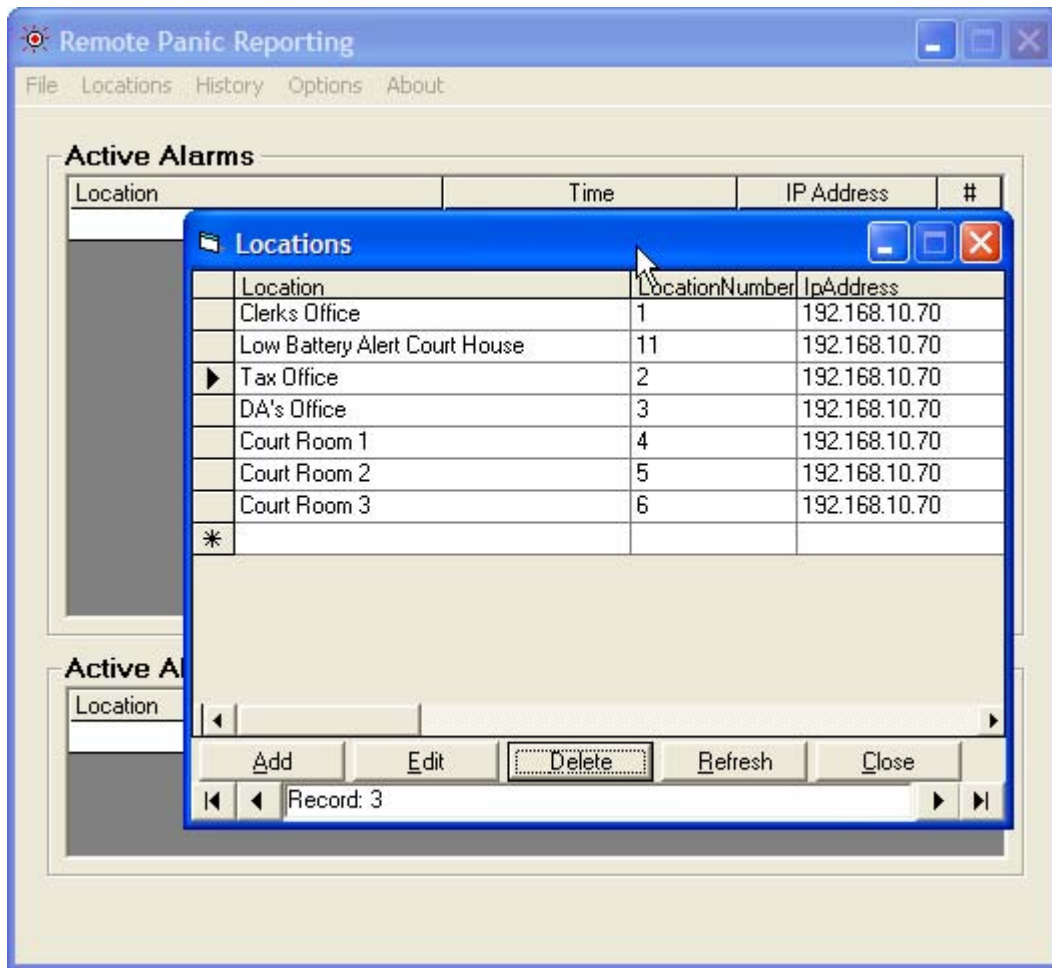 Remote Panic Reporting
File Locations History Options About
Active Alarms
Location Time IP Address #
Locations
Location LocationNumber IpAddress
Clerks Office 1 192.168.10.70
Low Battery Alert Court House 11 192.168.10.70
Tax Office 2 192.168.10.70
DA's Office 3 192.168.10.70
Court Room 1 4 192.168.10.70
Court Room 2 5 192.168.10.70
Court Room 3 6 192.168.10.70
Active
Location
Add Edit Delete Refresh Close
Record: 3